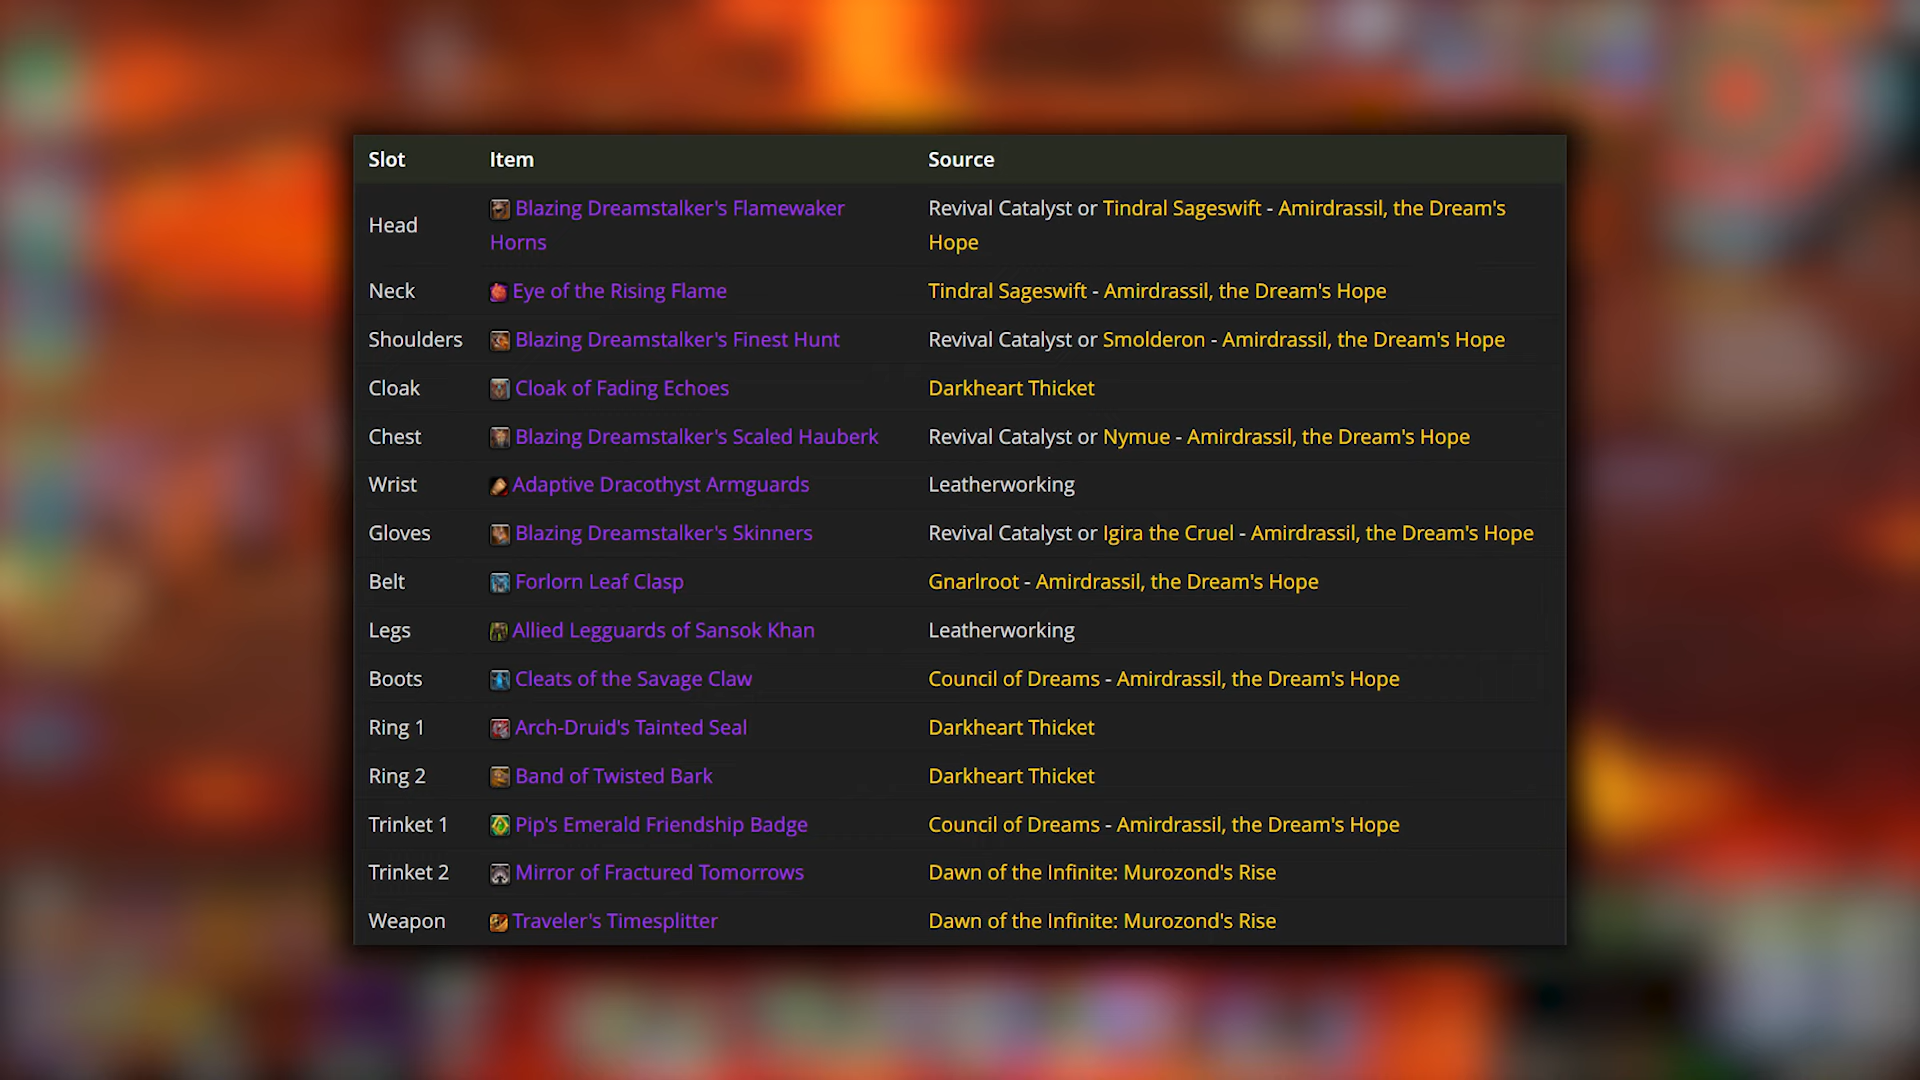 Slot Item Source
Head Blazing Dreamstalker's Flamewaker Horns Revival Catalyst or Tindral Sageswift - Amirdrassil, the Dream's Hope
Neck Eye of the Rising Flame Tindral Sageswift - Amirdrassil, the Dream's Hope
Shoulders Blazing Dreamstalker's Finest Hunt Revival Catalyst or Smolderon - Amirdrassil, the Dream's Hope
Cloak Cloak of Fading Echoes Darkheart Thicket
Chest Blazing Dreamstalker's Scaled Hauberk Revival Catalyst or Nymue - Amirdrassil, the Dream's Hope
Wrist Adaptive Dracothyst Armguards Leatherworking
Gloves Blazing Dreamstalker's Skinners Revival Catalyst or Igira the Cruel - Amirdrassil, the Dream's Hope
Belt Forlorn Leaf Clasp Gnarlroot - Amirdrassil, the Dream's Hope
Legs Allied Legguards of Sansok Khan Leatherworking
Boots Cleats of the Savage Claw Council of Dreams - Amirdrassil, the Dream's Hope
Ring 1 Arch-Druid's Tainted Seal Darkheart Thicket
Ring 2 Band of Twisted Bark Darkheart Thicket
Trinket 1 Pip's Emerald Friendship Badge Council of Dreams - Amirdrassil, the Dream's Hope
Trinket 2 Mirror of Fractured Tomorrows Dawn of the Infinite: Murozond's Rise
Weapon Traveler's Timesplitter Dawn of the Infinite: Murozond's Rise